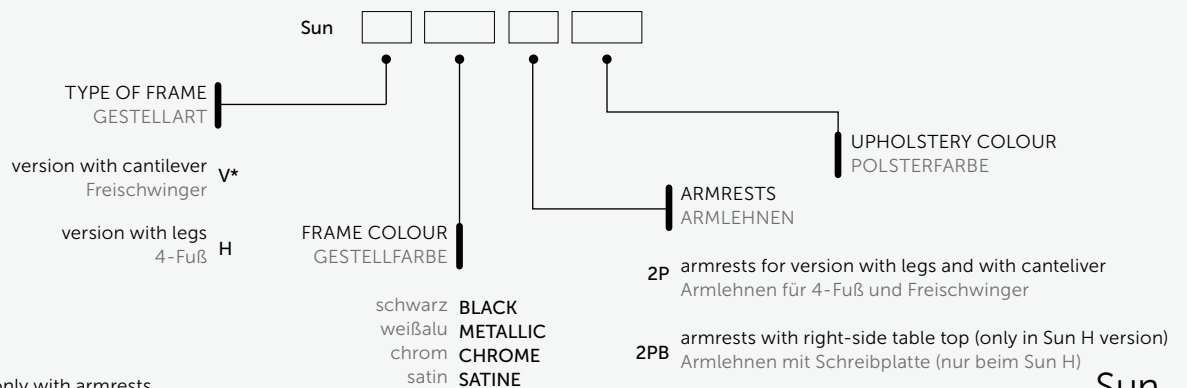 Sun
TYPE OF FRAME
GESTELLART
version with cantilever V*
Freischwinger
version with legs H
4-Fuß
FRAME COLOUR
GESTELLFARBE
schwarz BLACK
weißalu METALLIC
chrom CHROME
satin SATINE
UPHOLSTERY COLOUR
POLSTERFARBE
ARMRESTS
ARMLEHNEN
2P armrests for version with legs and with canteliver
Armlehnen für 4-Fuß und Freischwinger
2PB armrests with right-side table top (only in Sun H version)
Armlehnen mit Schreibplatte (nur beim Sun H)
only with armrests
Sun